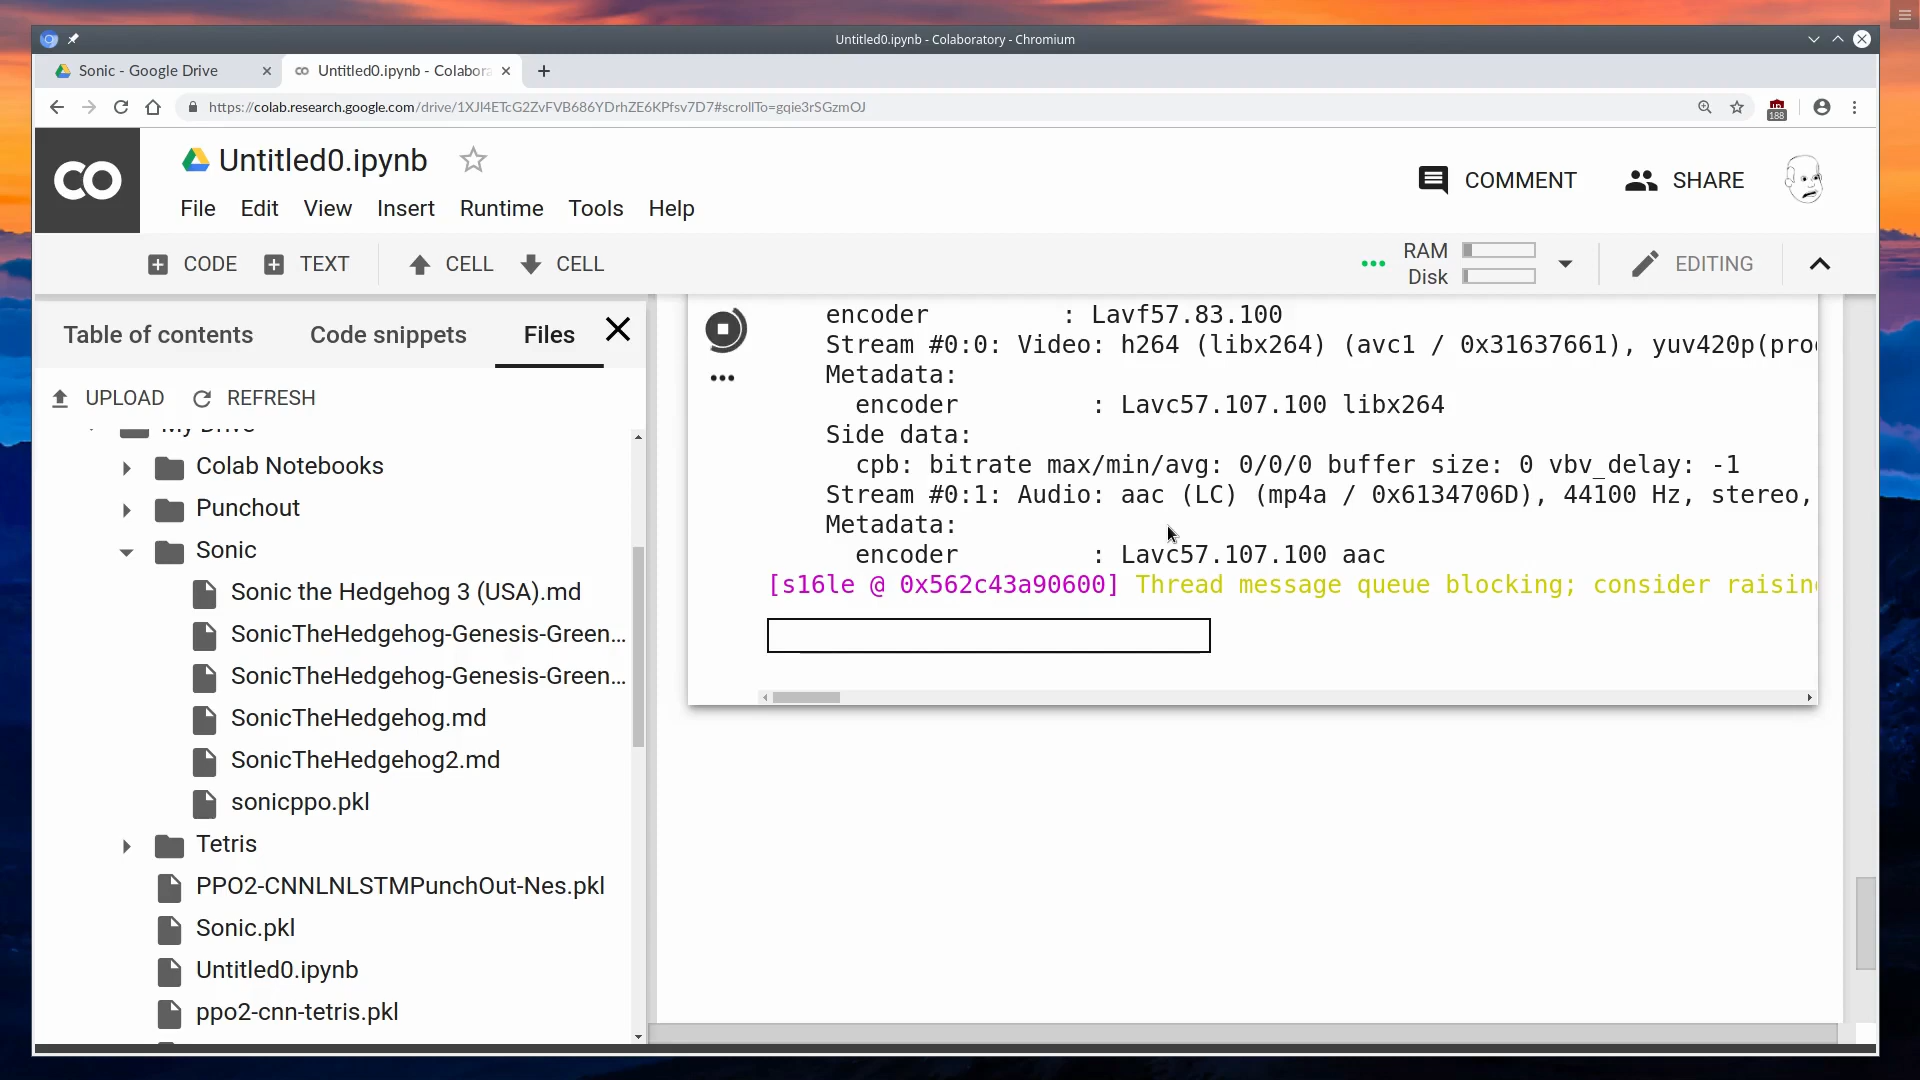 Untitled0.ipynb - Colaboratory - Chromium
Sonic - Google Drive
Untitled0.ipynb - Colabora
https://colab.research.google.com/drive/1XJI4ETcG2ZvFVB686YDrhZE6KPfsv7D7#scrollTo=gqie3rSGzmOJ
188
CO
Untitled0.ipynb
COMMENT
SHARE
File Edit View Insert Runtime Tools Help
CODE
TEXT
CELL
CELL
RAM
Disk
EDITING
Table of contents
Code snippets
Files
UPLOAD
REFRESH
My Drive
Colab Notebooks
Punchout
Sonic
Sonic the Hedgehog 3 (USA).md
SonicTheHedgehog-Genesis-Green...
SonicTheHedgehog-Genesis-Green...
SonicTheHedgehog.md
SonicTheHedgehog2.md
sonicppo.pkl
Tetris
PPO2-CNNLNLSTMPunchOut-Nes.pkl
Sonic.pkl
Untitled0.ipynb
ppo2-cnn-tetris.pkl
encoder : Lavf57.83.100
Stream #0:0: Video: h264 (libx264) (avc1 / 0x31637661), yuv420p(pro
Metadata:
encoder : Lavc57.107.100 libx264
Side data:
cpb: bitrate max/min/avg: 0/0/0 buffer size: 0 vbv_delay: -1
Stream #0:1: Audio: aac (LC) (mp4a / 0x6134706D), 44100 Hz, stereo,
Metadata:
encoder : Lavc57.107.100 aac
[s16le @ 0x562c43a90600] Thread message queue blocking; consider raisin